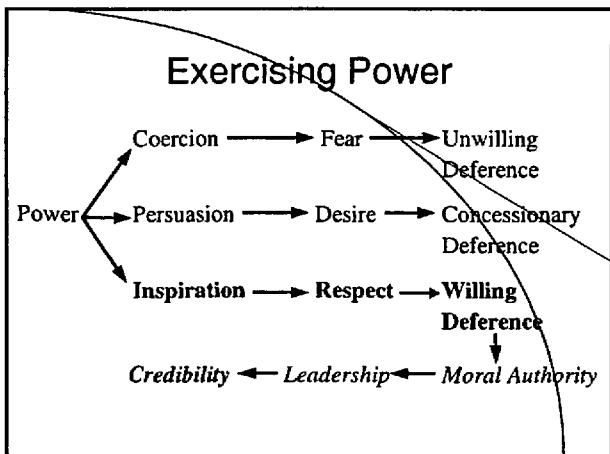 Exercising Power
Coercion Fear Unwilling
Deference
Power Persuasion Desire Concessionary
Deference
Inspiration Respect Willing
Deference
Credibility Leadership Moral Authority